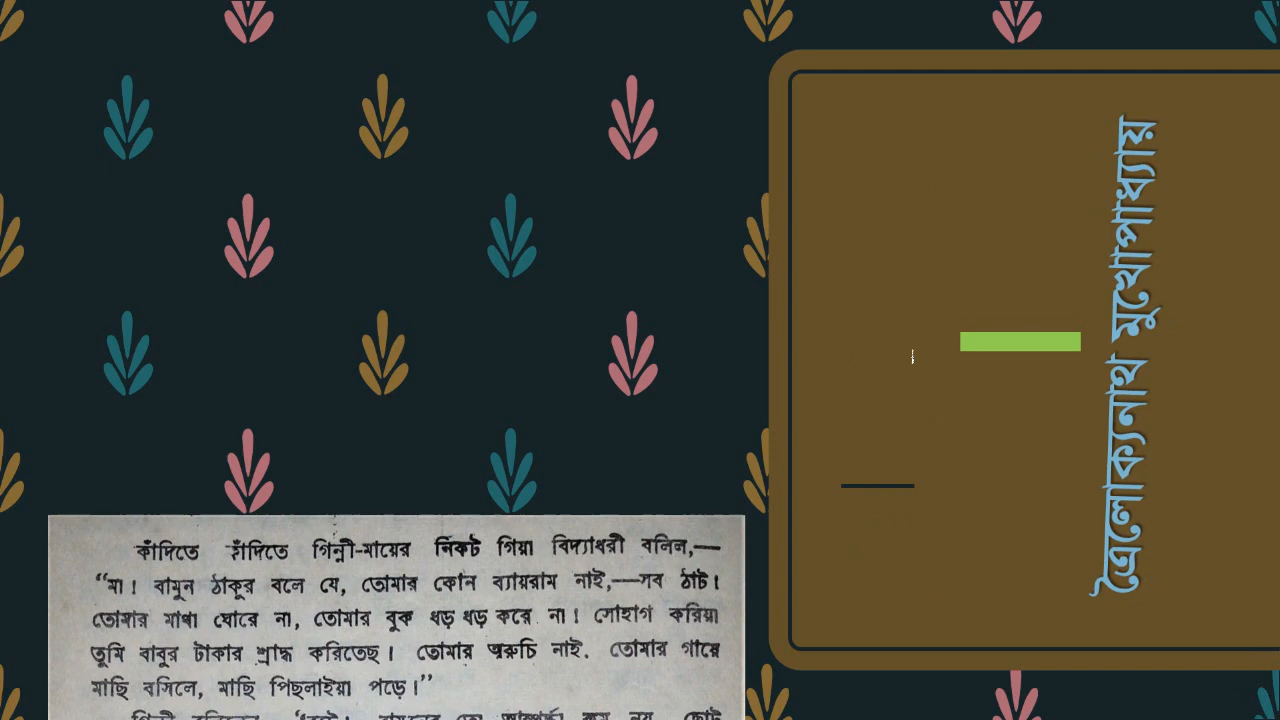 কাঁদিতে হাঁদিতে গিন্নী-মায়ের নিকট গিয়া বিদ্যাধরী বলিল,—
“মা! বামুন ঠাকুর বলে যে, তোমার কোন ব্যায়রাম নাই,—সব ঠাট।
তোমার মাথা ঘোরে না, তোমার বুক ধড় ধড় করে না! সোহাগ করিয়া
তুমি বাবুর টাকার শ্রাদ্ধ করিতেছ। তোমার অরুচি নাই. তোমার গায়ে
মাছি বসিলে, মাছি পিছলাইয়া পড়ে।”
ত্রৈলোক্যনাথ মুখোপাধ্যায়